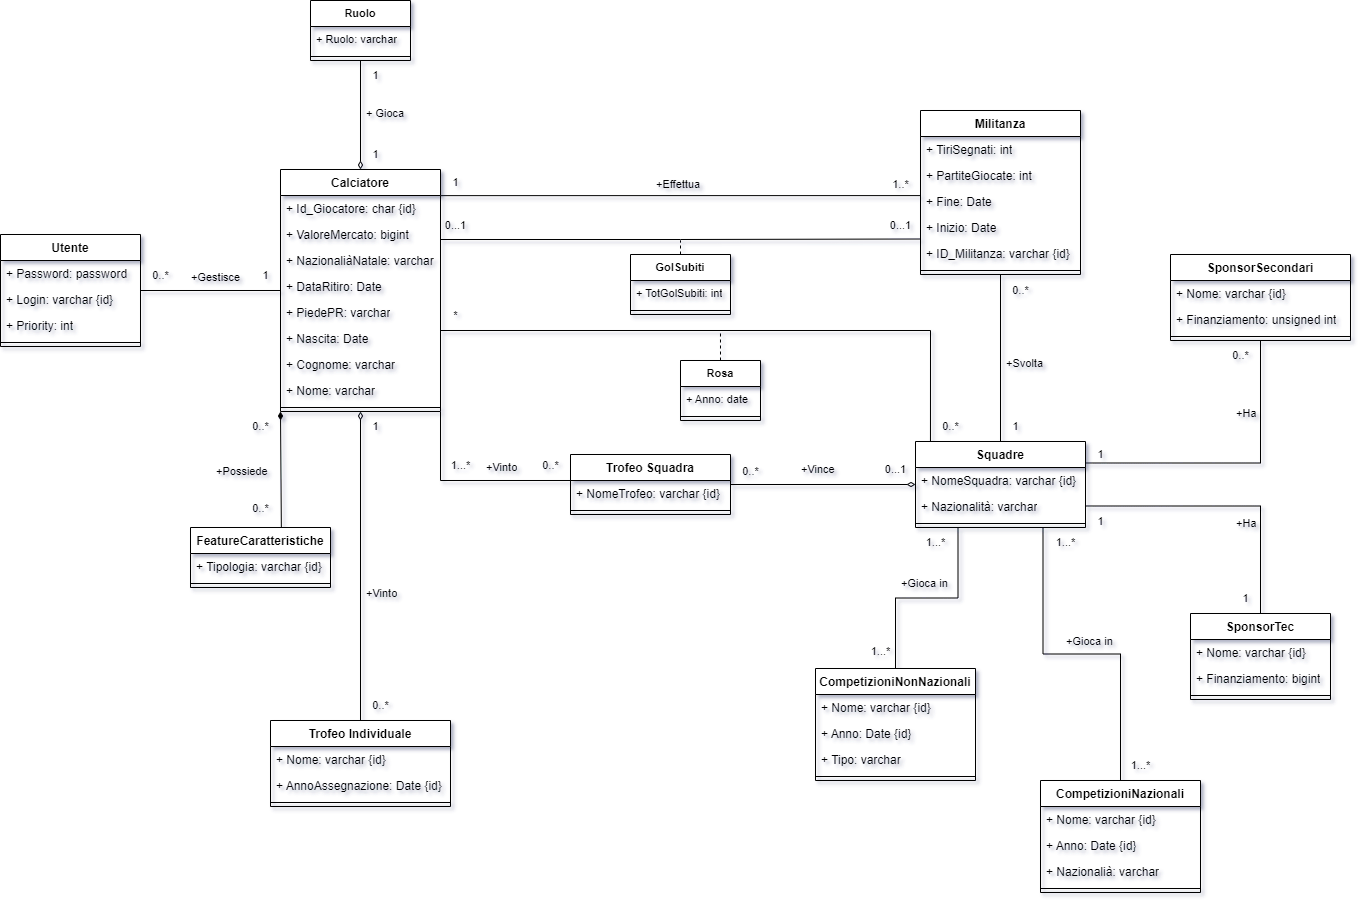 Ruolo
+ Ruolo: varchar
1
+ Gioca
1
Calciatore
+ Id_Giocatore: char {id}
+ ValoreMercato: bigint
+ NazionaliàNatale: varchar
+ DataRitiro: Date
+ PiedePR: varchar
+ Nascita: Date
+ Cognome: varchar
+ Nome: varchar
Utente
+ Password: password
+ Login: varchar {id}
+ Priority: int
0..*
+Gestisce
1
1
+Effettua
1..*
0...1
0...1
GolSubiti
+ TotGolSubiti: int
Militanza
+ TiriSegnati: int
+ PartiteGiocate: int
+ Fine: Date
+ Inizio: Date
+ ID_Militanza: varchar {id}
*
Rosa
+ Anno: date
0..*
0..*
+Svolta
1
SponsorSecondari
+ Nome: varchar {id}
+ Finanziamento: unsigned int
0..*
+Ha
1
Squadre
+ NomeSquadra: varchar {id}
+ Nazionalità: varchar
1
+Ha
1
SponsorTec
+ Nome: varchar {id}
+ Finanziamento: bigint
1...*
+Vinto
0..*
Trofeo Squadra
+ NomeTrofeo: varchar {id}
0..*
+Vince
0...1
0..*
+Possiede
0..*
FeatureCaratteristiche
+ Tipologia: varchar {id}
1
+Vinto
0..*
Trofeo Individuale
+ Nome: varchar {id}
+ AnnoAssegnazione: Date {id}
1...*
+Gioca in
1...*
CompetizioniNonNazionali
+ Nome: varchar {id}
+ Anno: Date {id}
+ Tipo: varchar
1...*
+Gioca in
1...*
CompetizioniNazionali
+ Nome: varchar {id}
+ Anno: Date {id}
+ Nazionalià: varchar